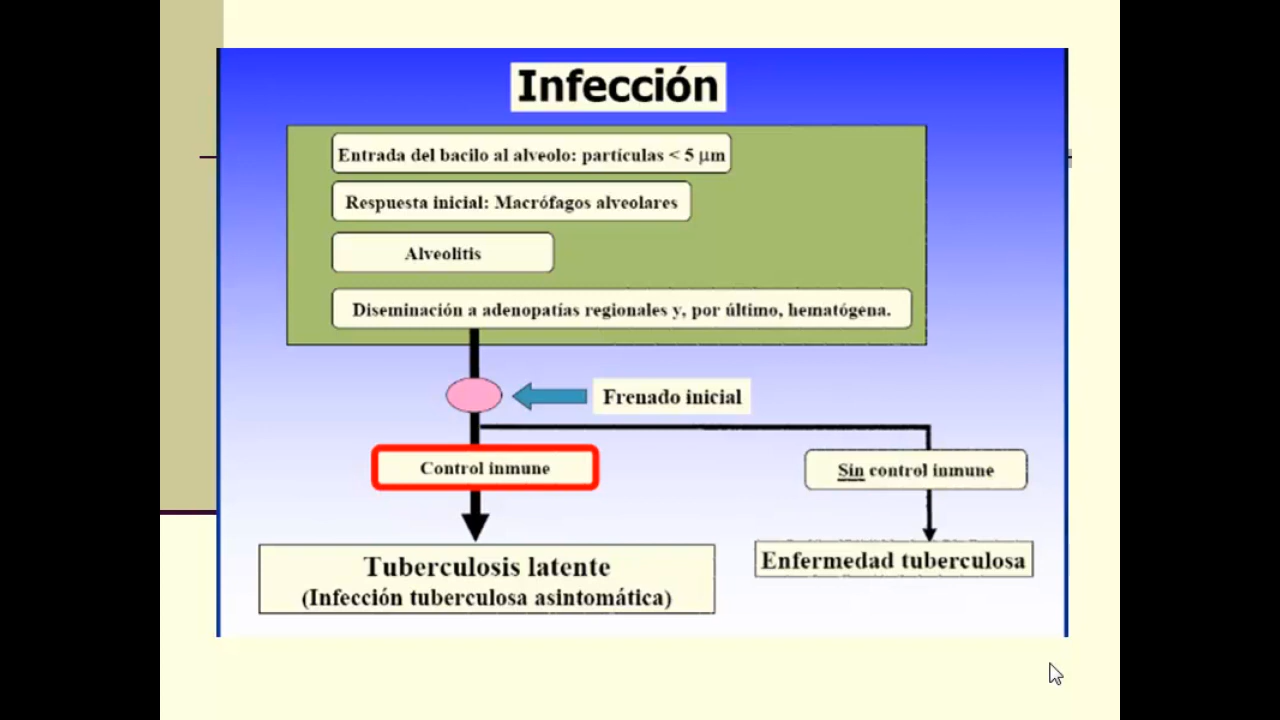 Infección
Entrada del bacilo al alveolo: partículas < 5 µm
Respuesta inicial: Macrófagos alveolares
Alveolitis
Diseminación a adenopatías regionales y, por último, hematógena.
Frenado inicial
Control inmune
Sin control inmune
Tuberculosis latente
(Infección tuberculosa asintomática)
Enfermedad tuberculosa